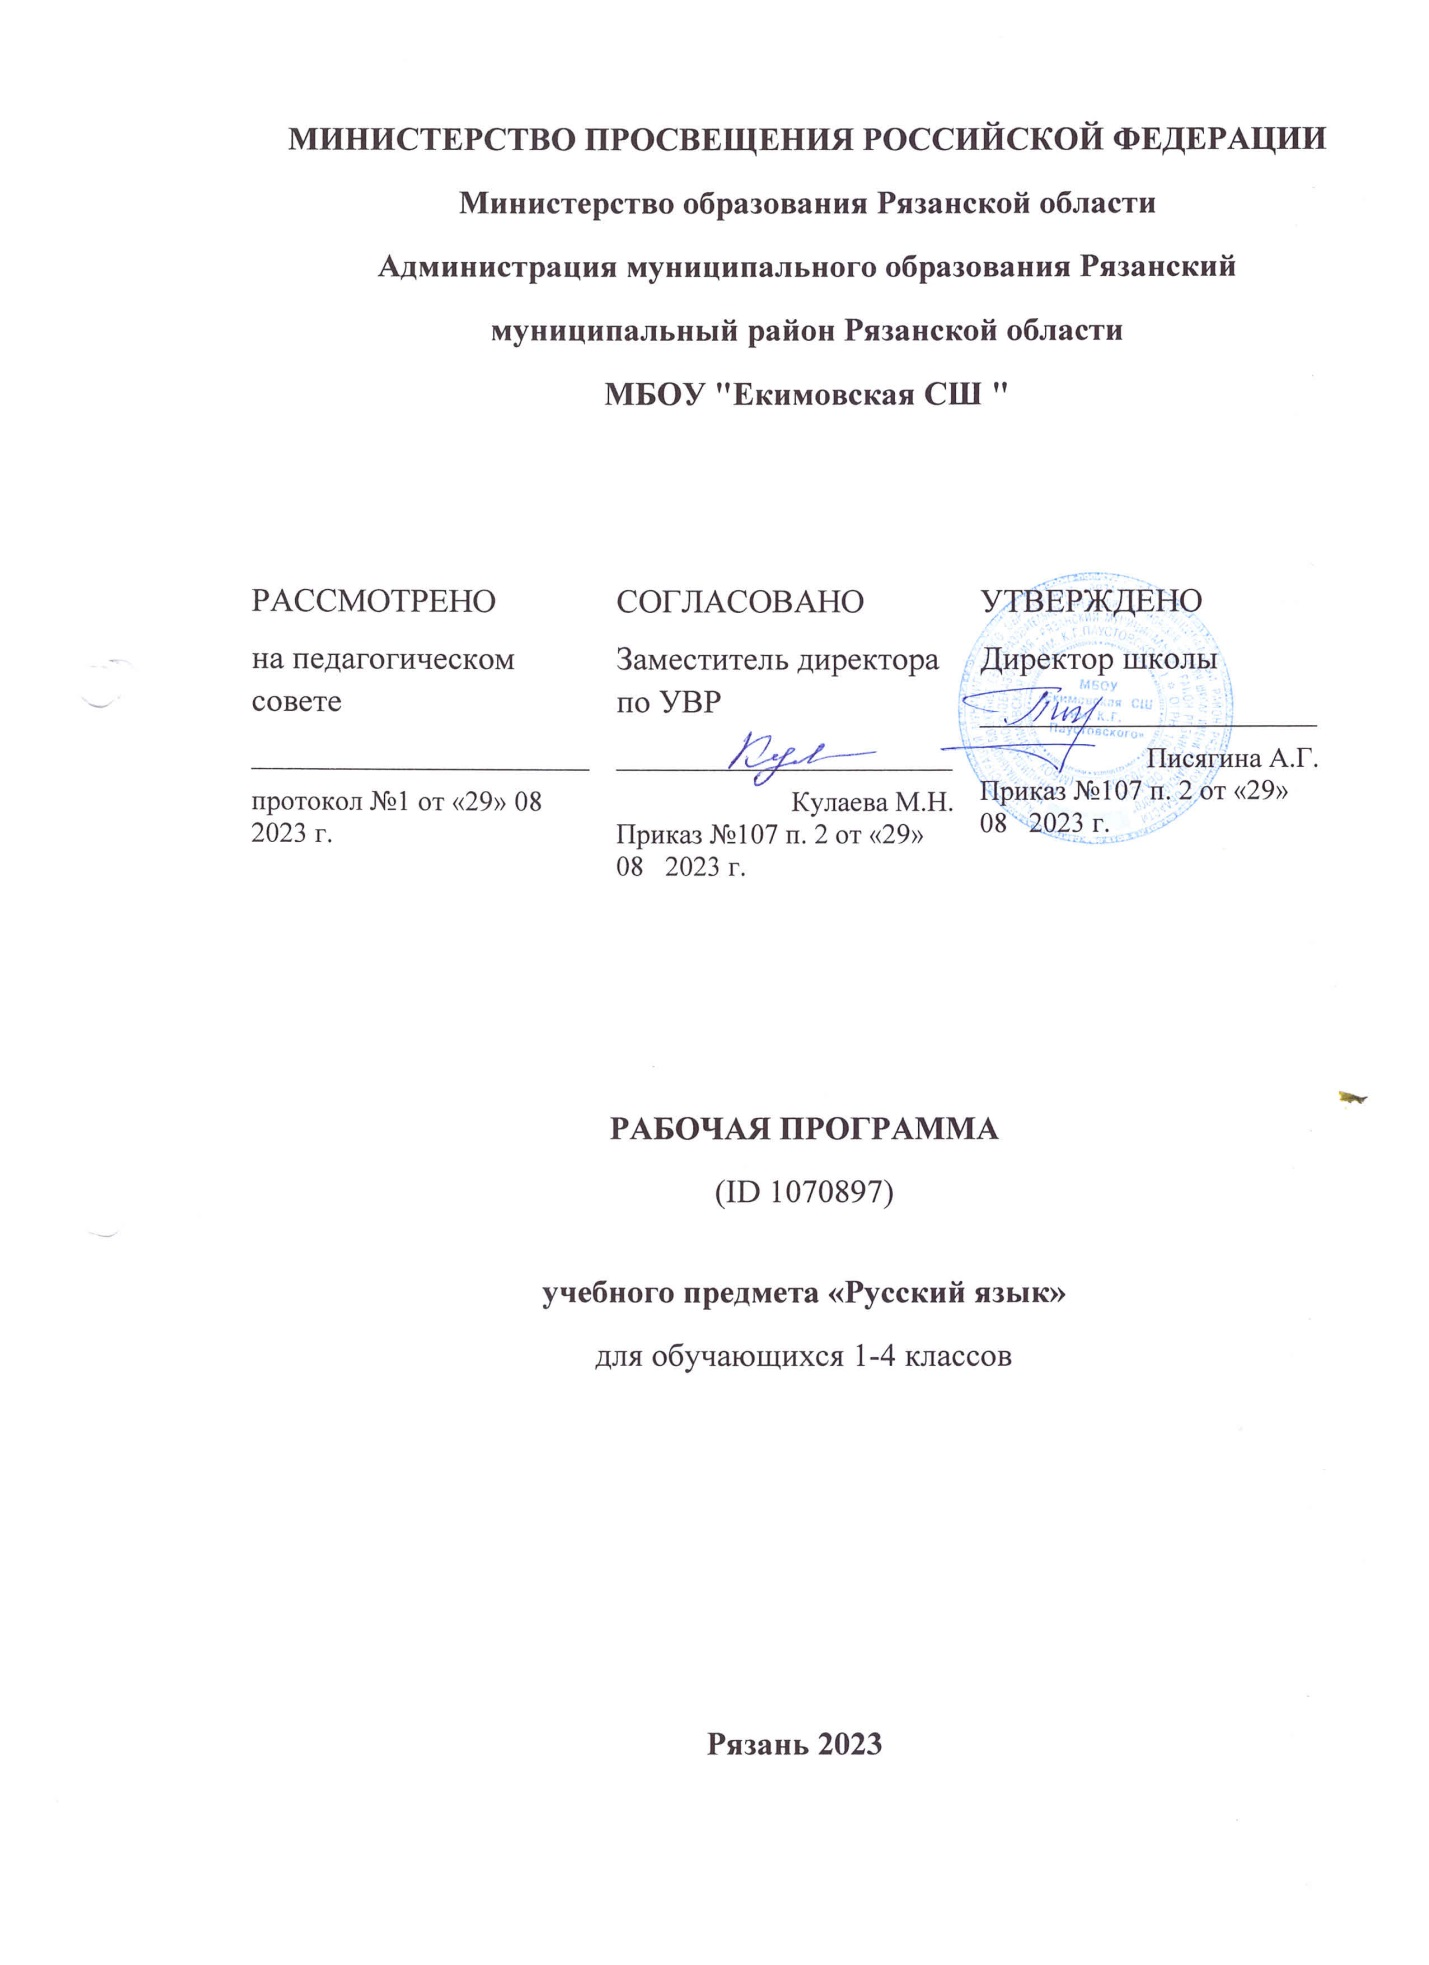 МИНИСТЕРСТВО ПРОСВЕЩЕНИЯ РОССИЙСКОЙ ФЕДЕРАЦИИ
Министерство образования Рязанской области
Администрация муниципального образования Рязанский
муниципальный район Рязанской области
МБОУ "Екимовская СШ "
РАССМОТРЕНО
на педагогическом
совете
протокол №1 от «29» 08
2023 г.
СОГЛАСОВАНО
Заместитель директора
по УВР
Кулаева М.Н.
Приказ №107 п. 2 от «29»
08 2023 г.
УТВЕРЖДЕНО
Директор школы
Писягина А.Г.
Приказ №107 п. 2 от «29»
08 2023 г.
МБОУ
СШ
К.Г.
Паустовского»
РАБОЧАЯ ПРОГРАММА
(ID 1070897)
учебного предмета «Русский язык»
для обучающихся 1-4 классов
Рязань 2023